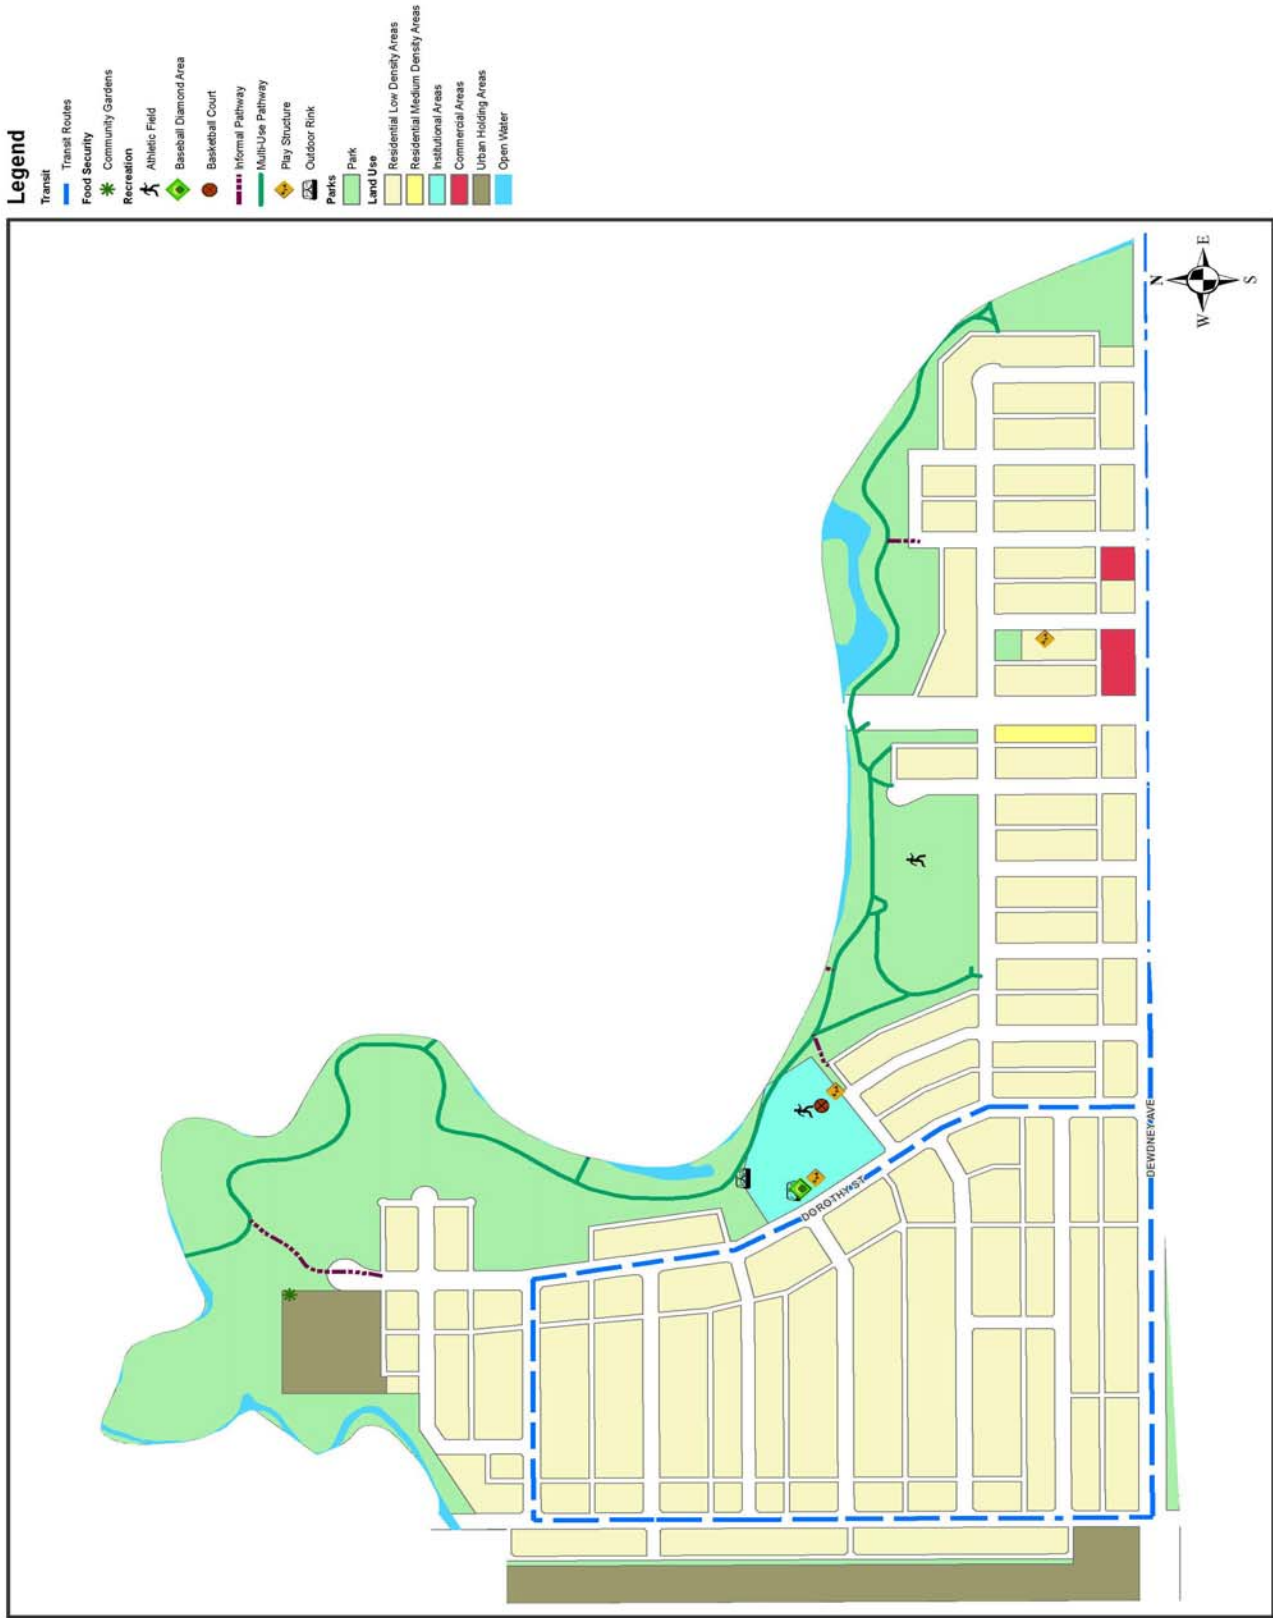 Legend
Transit
Transit Routes
Food Security
Community Gardens
Recreation
Athletic Field
Baseball Diamond Area
Basketball Court
Informal Pathway
Multi-Use Pathway
Play Structure
Outdoor Rink
Parks
Park
Land Use
Residential Low Density Areas
Residential Medium Density Areas
Institutional Areas
Commercial Areas
Urban Holding Areas
Open Water
N
E
W
S
DOROTHY ST
DEWDNEY AVE